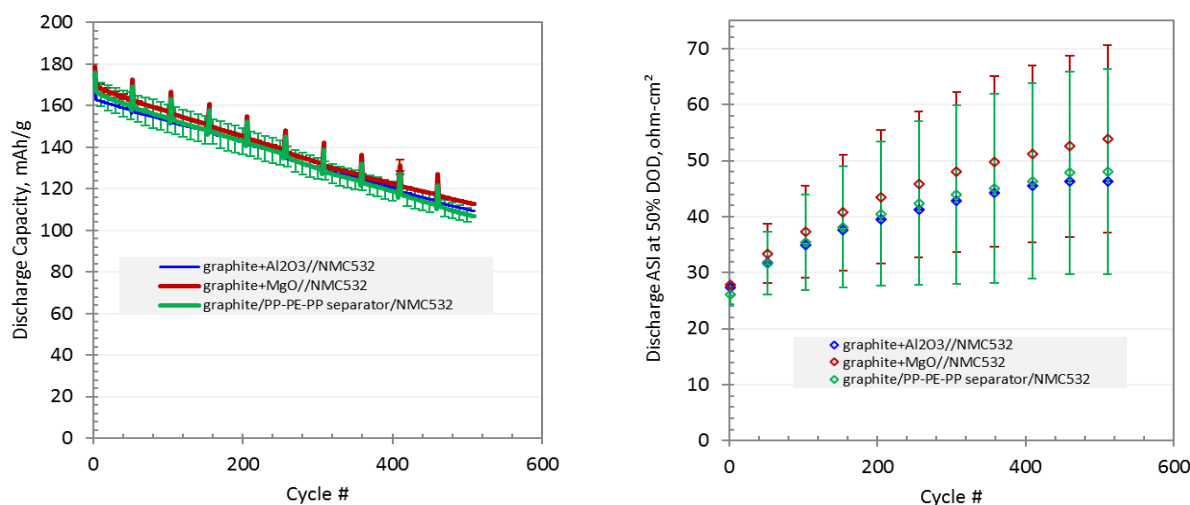 200
180
160
140
120
100
80
60
40
20
0
Discharge Capacity, mAh/g
graphite+Al2O3//NMC532
graphite+MgO//NMC532
graphite/PP-PE-PP separator/NMC532
0 200 400 600
Cycle #
70
60
50
40
30
20
10
0
Discharge ASI at 50% DOD, ohm-cm²
graphite+Al2O3//NMC532
graphite+MgO//NMC532
graphite/PP-PE-PP separator/NMC532
0 200 400 600
Cycle #